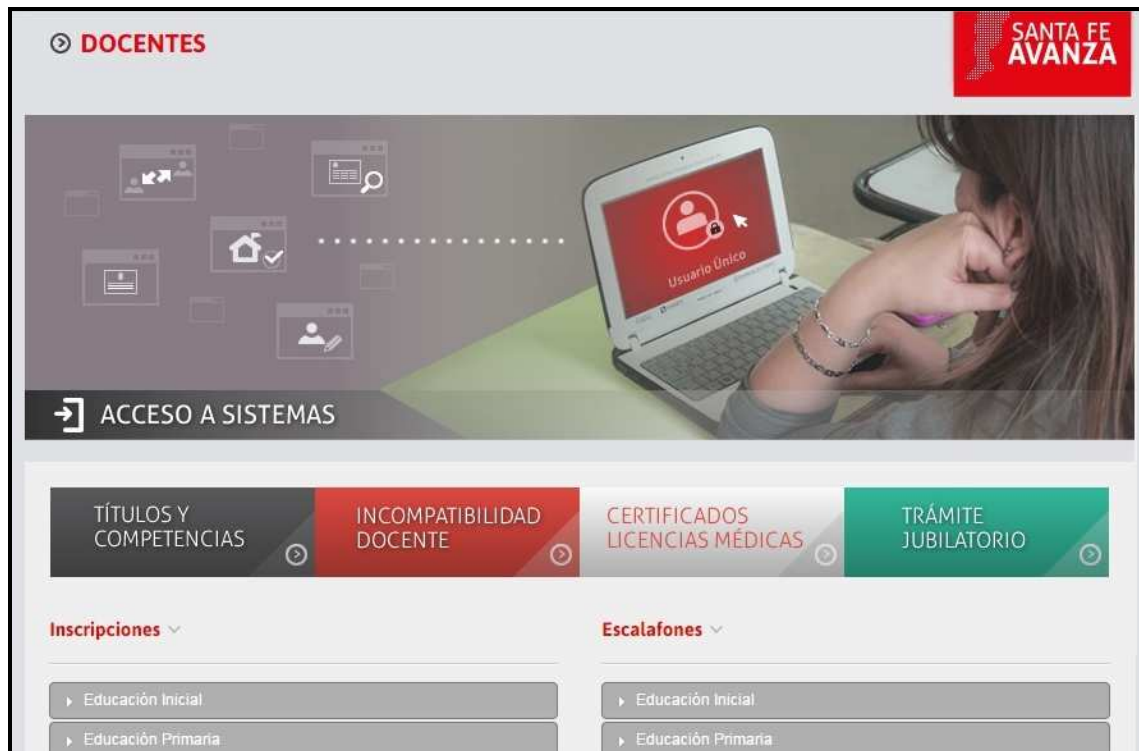 DOCENTES
SANTA FE
AVANZA
Usuario Único
ACCESO A SISTEMAS
TÍTULOS Y
COMPETENCIAS
INCOMPATIBILIDAD
DOCENTE
CERTIFICADOS
LICENCIAS MÉDICAS
TRÁMITE
JUBILATORIO
Inscripciones
Educación Inicial
Educación Primaria
Escalafones
Educación Inicial
Educación Primaria